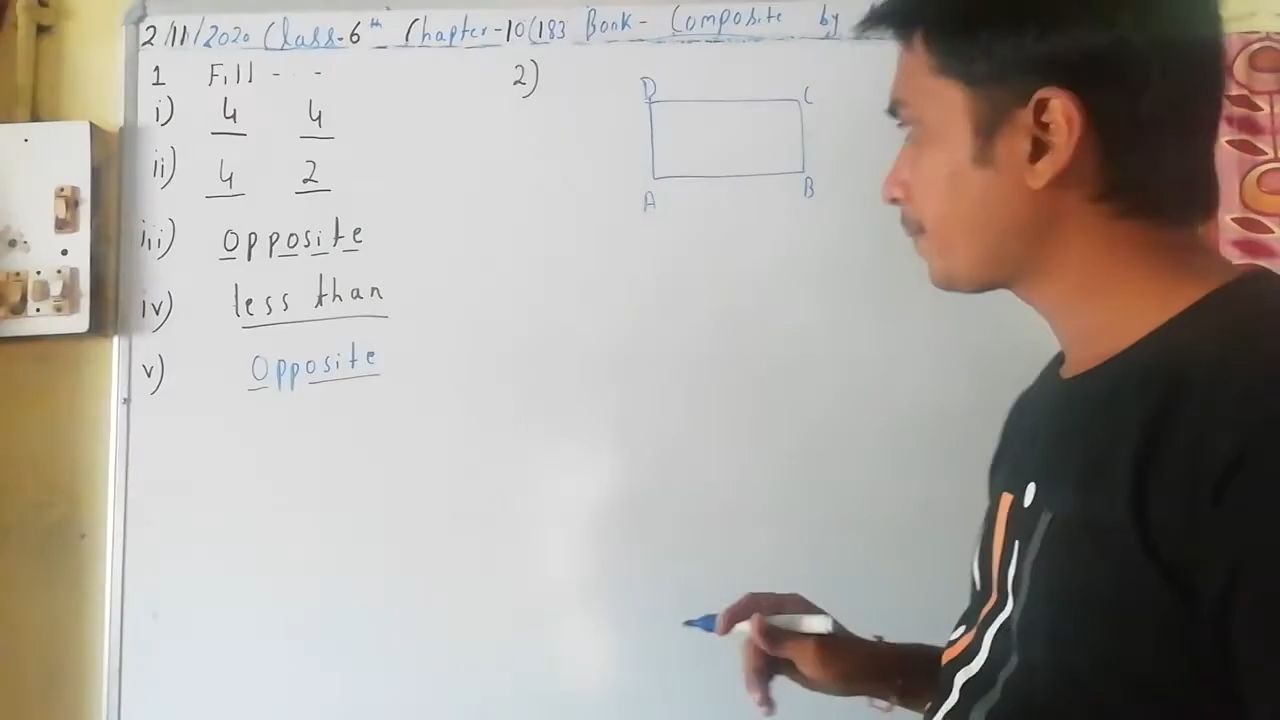 2/11/2020 Class-6th Chapter-10(183 Book- Composite by
1 Fill - - -
i) 4 4
ii) 4 2
iii) opposite
iv) less than
v) Opposite
2)
D C
A B